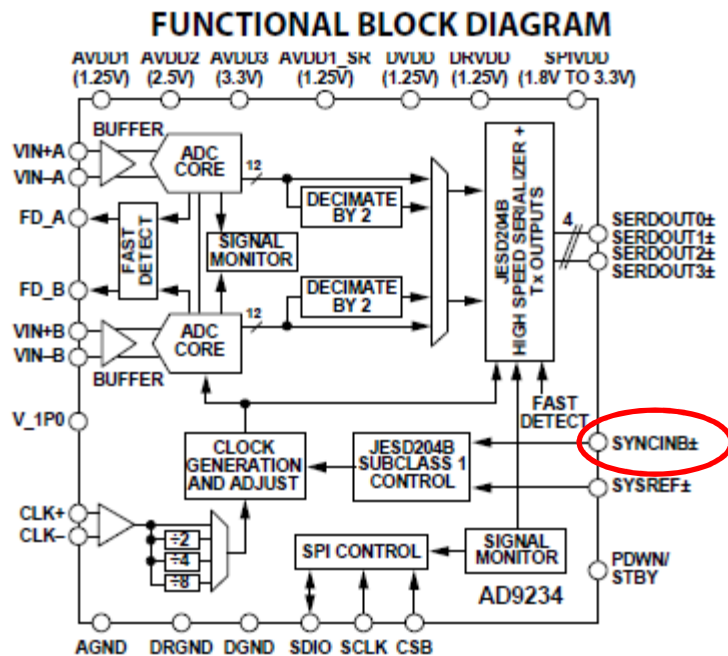 FUNCTIONAL BLOCK DIAGRAM
AVDD1 AVDD2 AVDD3 AVDD1_SR DVDD DRVDD SPIVDD
(1.25V) (2.5V) (3.3V) (1.25V) (1.25V) (1.25V) (1.8V TO 3.3V)
BUFFER
VIN+A
VIN–A
ADC
CORE
12
DECIMATE
BY 2
FD_A
FAST
DETECT
SIGNAL
MONITOR
FD_B
DECIMATE
BY 2
VIN+B
VIN–B
ADC
CORE
12
BUFFER
JESD204B
HIGH SPEED SERIALIZER +
Tx OUTPUTS
4
SERDOUT0±
SERDOUT1±
SERDOUT2±
SERDOUT3±
FAST
DETECT
V_1P0
CLOCK
GENERATION
AND ADJUST
JESD204B
SUBCLASS 1
CONTROL
SYNCINB±
SYSREF±
CLK+
CLK–
÷2
÷4
÷8
SPI CONTROL
SIGNAL
MONITOR
PDWN/
STBY
AD9234
AGND DRGND DGND SDIO SCLK CSB